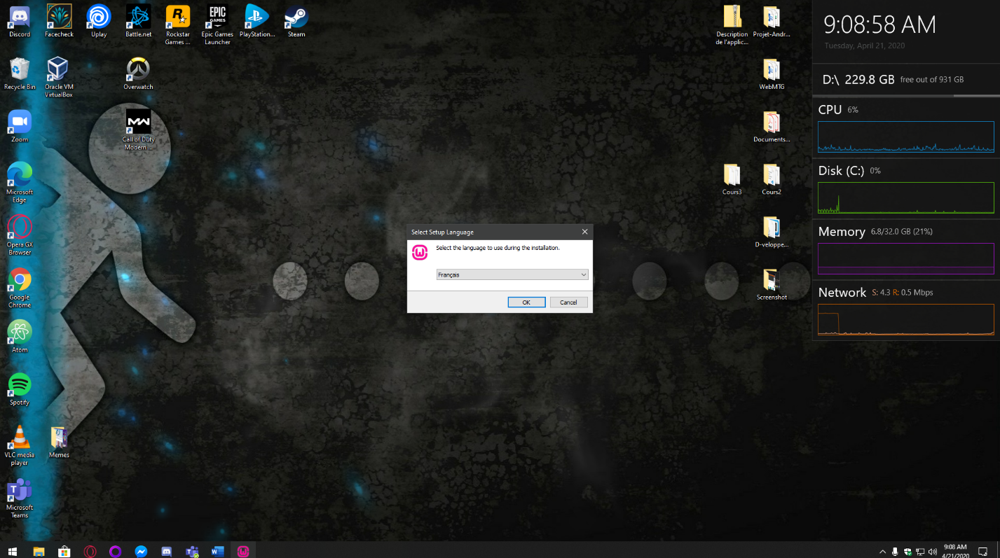 Discord
Facecheck
Uplay
Battle.net
Rockstar
Games ...
EPIC
GAMES
Epic Games
Launcher
PlayStation...
Steam
Recycle Bin
Oracle VM
VirtualBox
Overwatch
Zoom
MW
Call of Duty
Modern ...
Microsoft
Edge
Opera GX
Browser
Google
Chrome
Atom
Spotify
VLC media
player
Memes
Microsoft
Teams
Description
de l'applic...
Projet-Andr...
WebMTG
Documents...
Cours3
Cours2
D-veloppe...
Screenshot
Select Setup Language
Select the language to use during the installation.
Français
OK
Cancel
9:08:58 AM
Tuesday, April 21, 2020
D:\ 229.8 GB free out of 931 GB
CPU 6%
Disk (C:) 0%
Memory 6.8/32.0 GB (21%)
Network S: 4.3 R: 0.5 Mbps
9:08 AM
4/21/2020